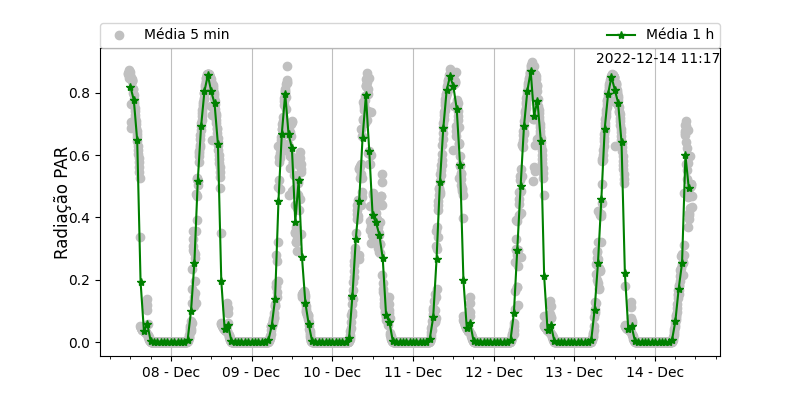 Média 5 min
Média 1 h
2022-12-14 11:17
Radiação PAR
0.8
0.6
0.4
0.2
0.0
08 - Dec
09 - Dec
10 - Dec
11 - Dec
12 - Dec
13 - Dec
14 - Dec